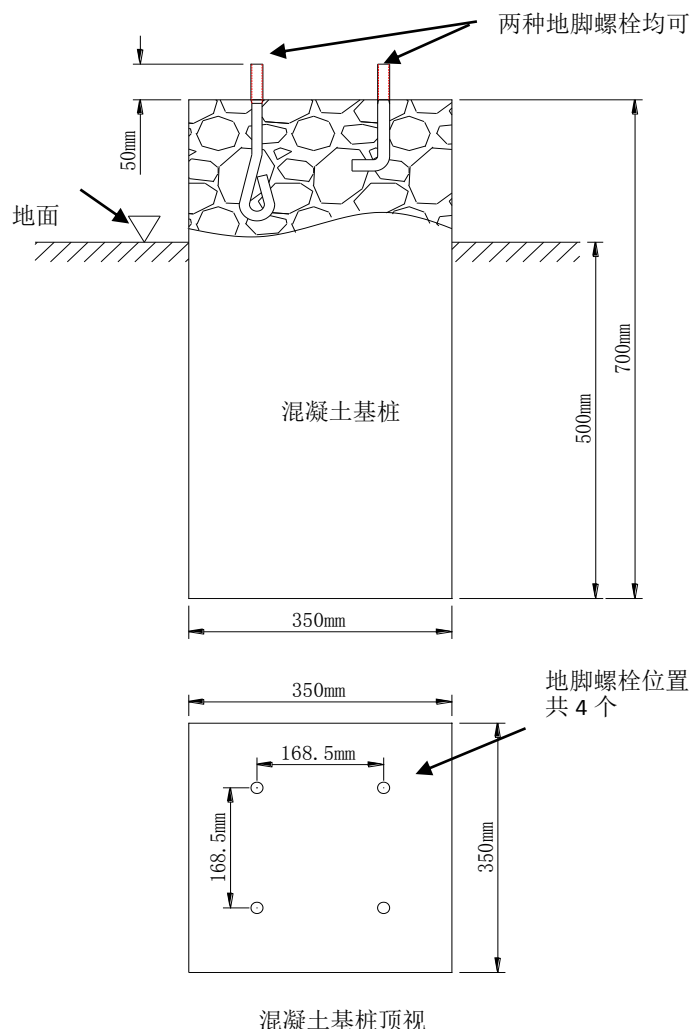 两种地脚螺栓均可
50mm
地面
混凝土基桩
500mm
700mm
350mm
350mm
地脚螺栓位置
共 4 个
168.5mm
168.5mm
350mm
混凝土基桩顶视